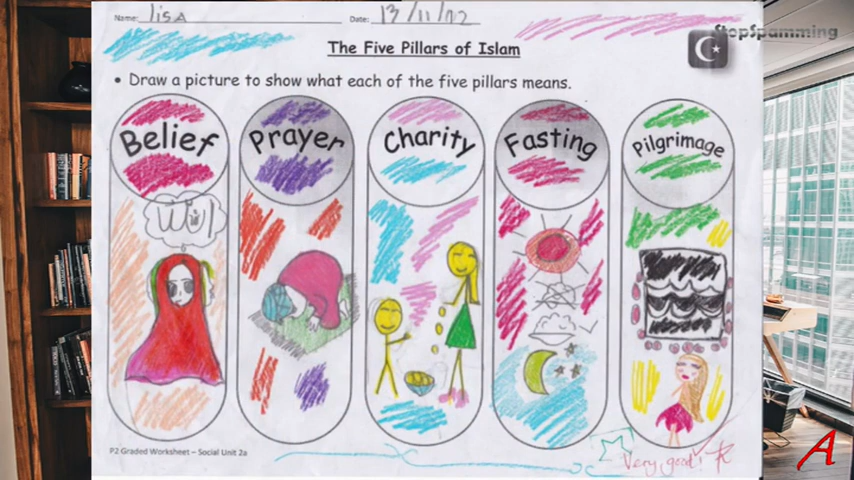 Name: lisA Date: 13/11/12
StopSpamming
The Five Pillars of Islam
• Draw a picture to show what each of the five pillars means.
Belief Prayer Charity Fasting Pilgrimage
P2 Graded Worksheet – Social Unit 2a
Very good!
A